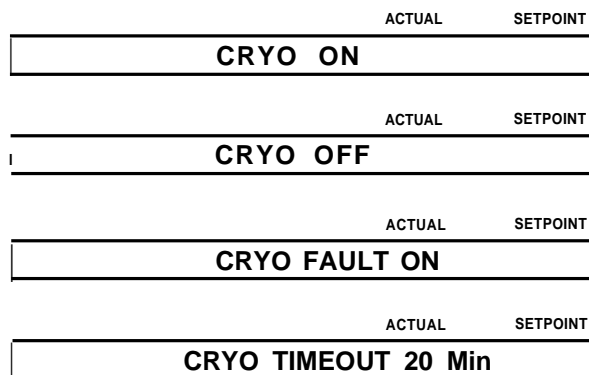 ACTUAL SETPOINT
CRYO ON
ACTUAL SETPOINT
CRYO OFF
ACTUAL SETPOINT
CRYO FAULT ON
ACTUAL SETPOINT
CRYO TIMEOUT 20 Min